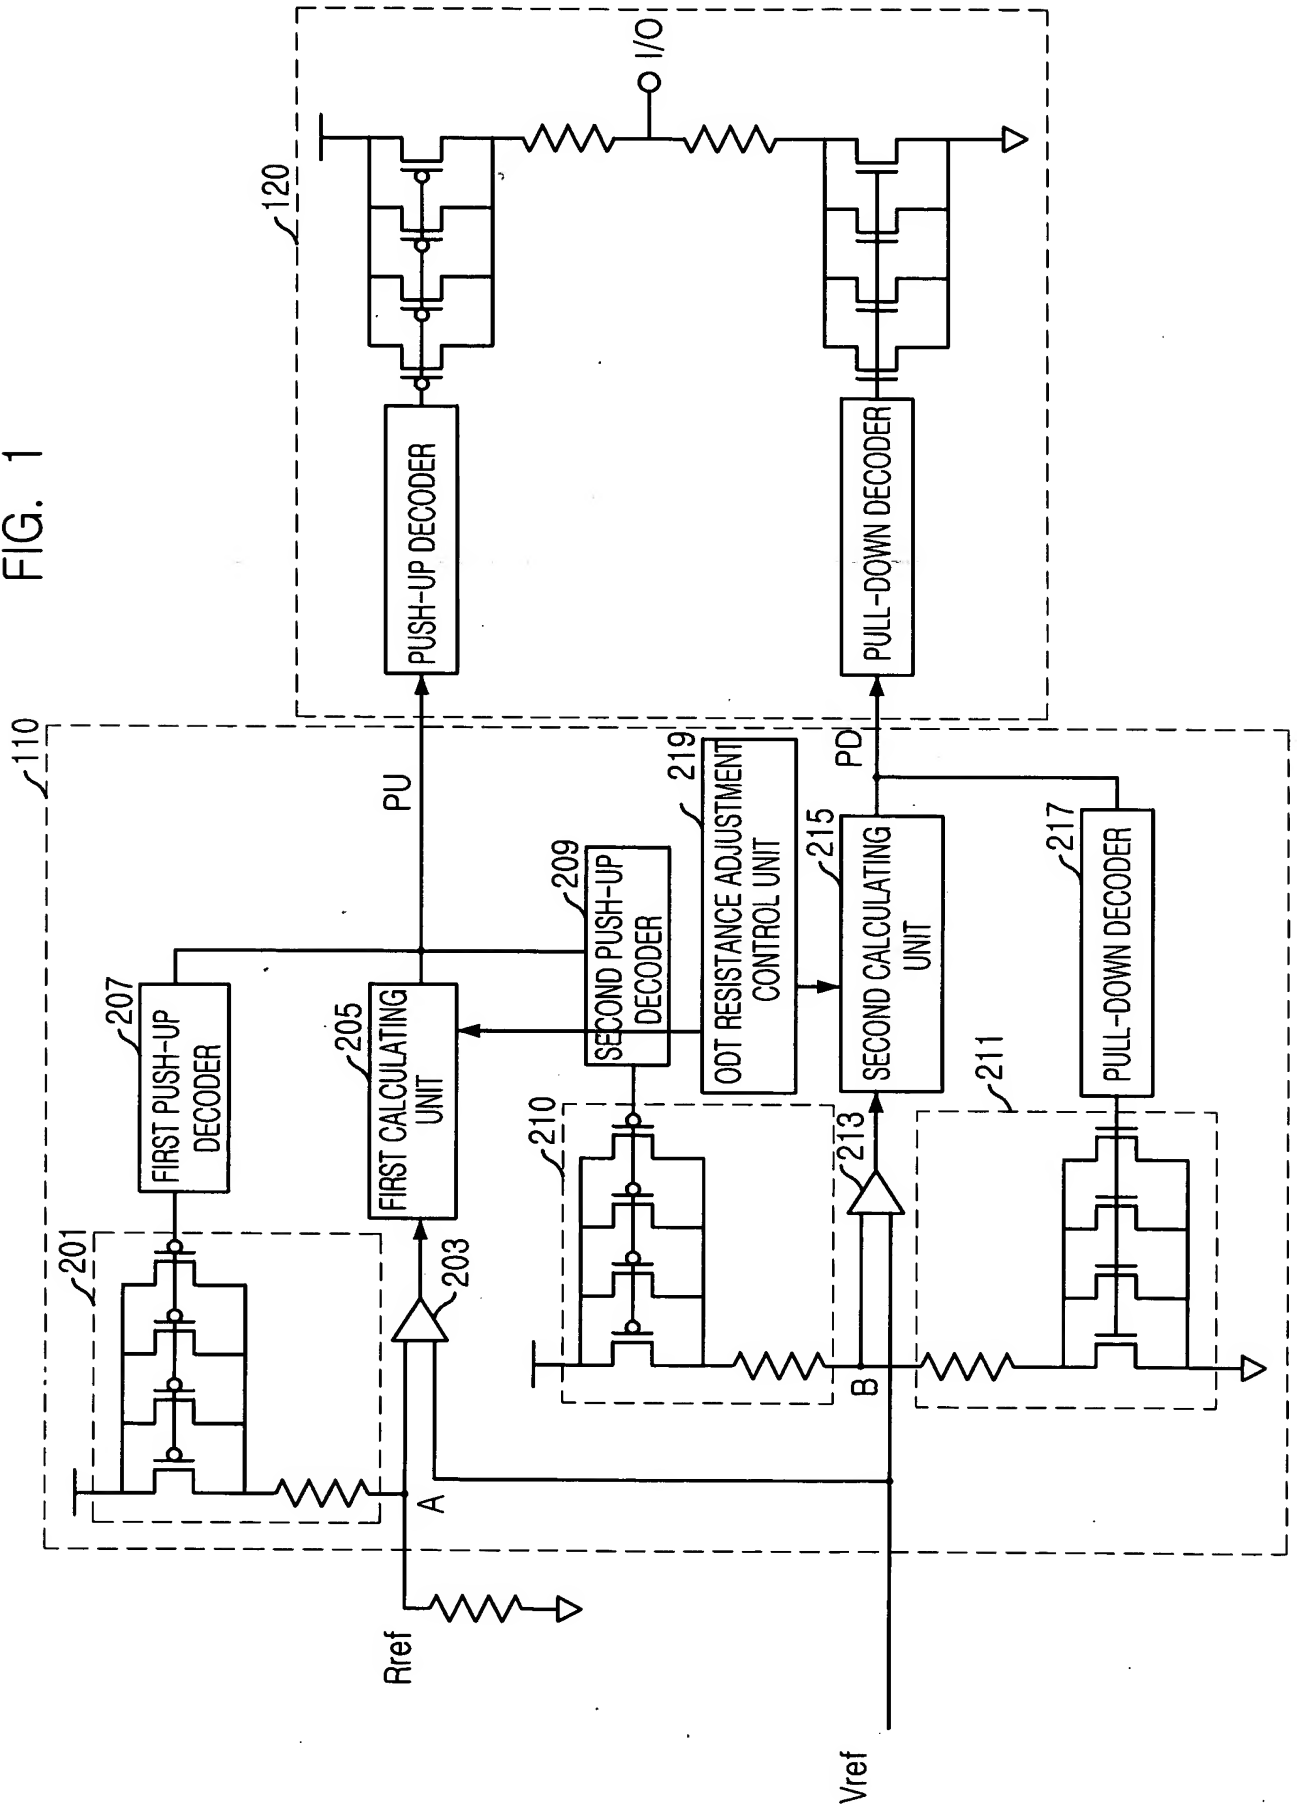 FIG. 1
110
120
201
207
FIRST PUSH-UP
DECODER
205
FIRST CALCULATING
UNIT
203
A
Rref
PU
PUSH-UP DECODER
I/O
209
SECOND PUSH-UP
DECODER
210
219
ODT RESISTANCE ADJUSTMENT
CONTROL UNIT
213
B
215
SECOND CALCULATING
UNIT
PD
PULL-DOWN DECODER
Vref
211
217
PULL-DOWN DECODER